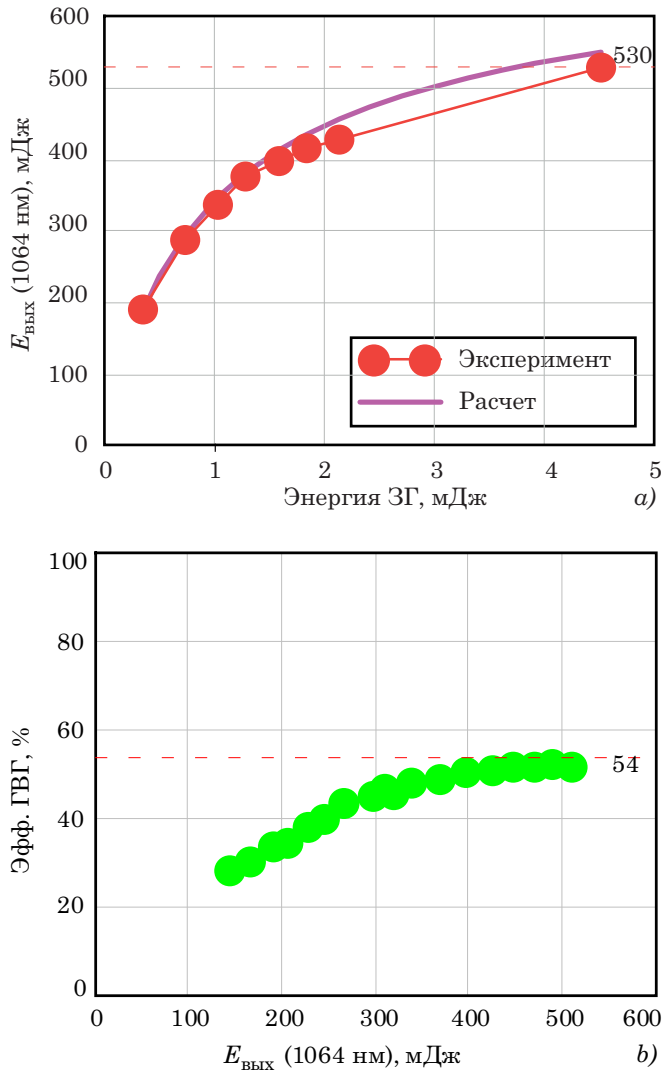 600
500
400
300
200
100
0
Eвых (1064 нм), мДж
530
Эксперимент
Расчет
0 1 2 3 4 5
Энергия ЗГ, мДж
а)
100
80
60
40
20
0
Эфф. ГВГ, %
54
0 100 200 300 400 500 600
Eвых (1064 нм), мДж
b)